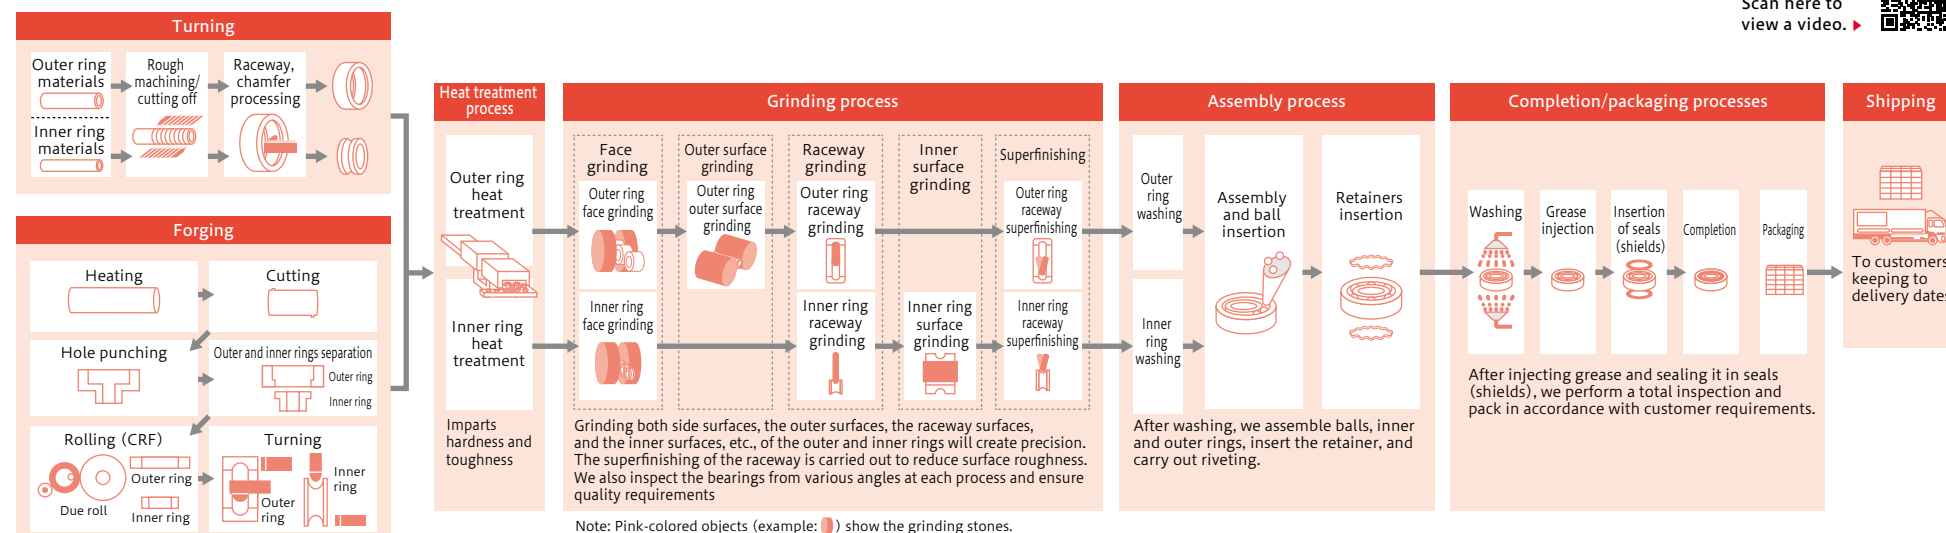 Scan here to
view a video.
Turning
Outer ring
materials
Inner ring
materials
Rough
machining/
cutting off
Raceway,
chamfer
processing
Forging
Heating
Cutting
Hole punching
Outer and inner rings separation
Outer ring
Inner ring
Rolling (CRF)
Outer ring
Due roll
Inner ring
Turning
Inner
ring
Outer
ring
Heat treatment
process
Outer ring
heat
treatment
Inner ring
heat
treatment
Imparts
hardness and
toughness
Grinding process
Face
grinding
Outer ring
face grinding
Inner ring
face grinding
Outer surface
grinding
Outer ring
outer surface
grinding
Raceway
grinding
Outer ring
raceway
grinding
Inner ring
raceway
grinding
Inner
surface
grinding
Inner ring
surface
grinding
Superfinishing
Outer ring
raceway
superfinishing
Inner ring
raceway
superfinishing
Grinding both side surfaces, the outer surfaces, the raceway surfaces,
and the inner surfaces, etc., of the outer and inner rings will create precision.
The superfinishing of the raceway is carried out to reduce surface roughness.
We also inspect the bearings from various angles at each process and ensure
quality requirements
Note: Pink-colored objects (example: ) show the grinding stones.
Assembly process
Outer
ring
washing
Inner
ring
washing
Assembly
and ball
insertion
Retainers
insertion
After washing, we assemble balls, inner
and outer rings, insert the retainer, and
carry out riveting.
Completion/packaging processes
Washing
Grease
injection
Insertion
of seals
(shields)
Completion
Packaging
After injecting grease and sealing it in seals
(shields), we perform a total inspection and
pack in accordance with customer requirements.
Shipping
To customers
keeping to
delivery dates